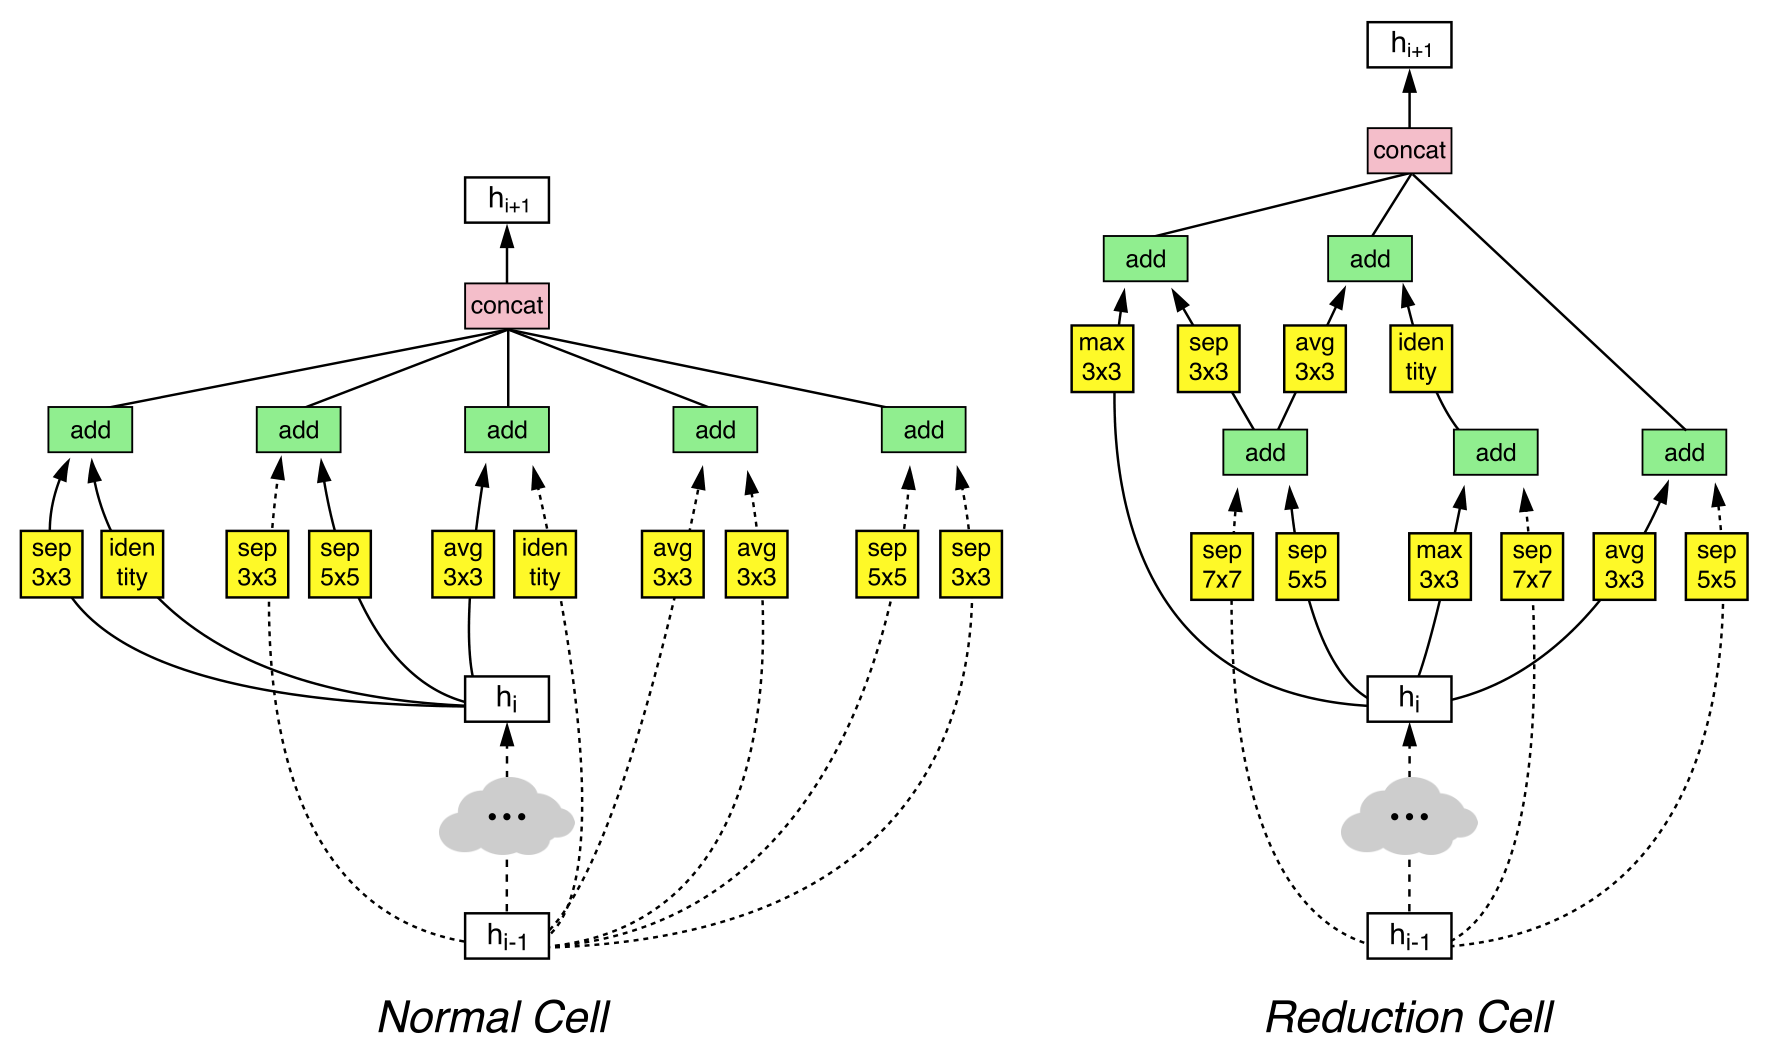 h_{i+1}
concat
add add add add add
sep 3x3
iden tity
sep 3x3
sep 5x5
avg 3x3
iden tity
avg 3x3
avg 3x3
sep 5x5
sep 3x3
h_i
...
h_{i-1}
Normal Cell
h_{i+1}
concat
add add
max 3x3
sep 3x3
avg 3x3
iden tity
add add add
sep 7x7
sep 5x5
max 3x3
sep 7x7
avg 3x3
sep 5x5
h_i
...
h_{i-1}
Reduction Cell